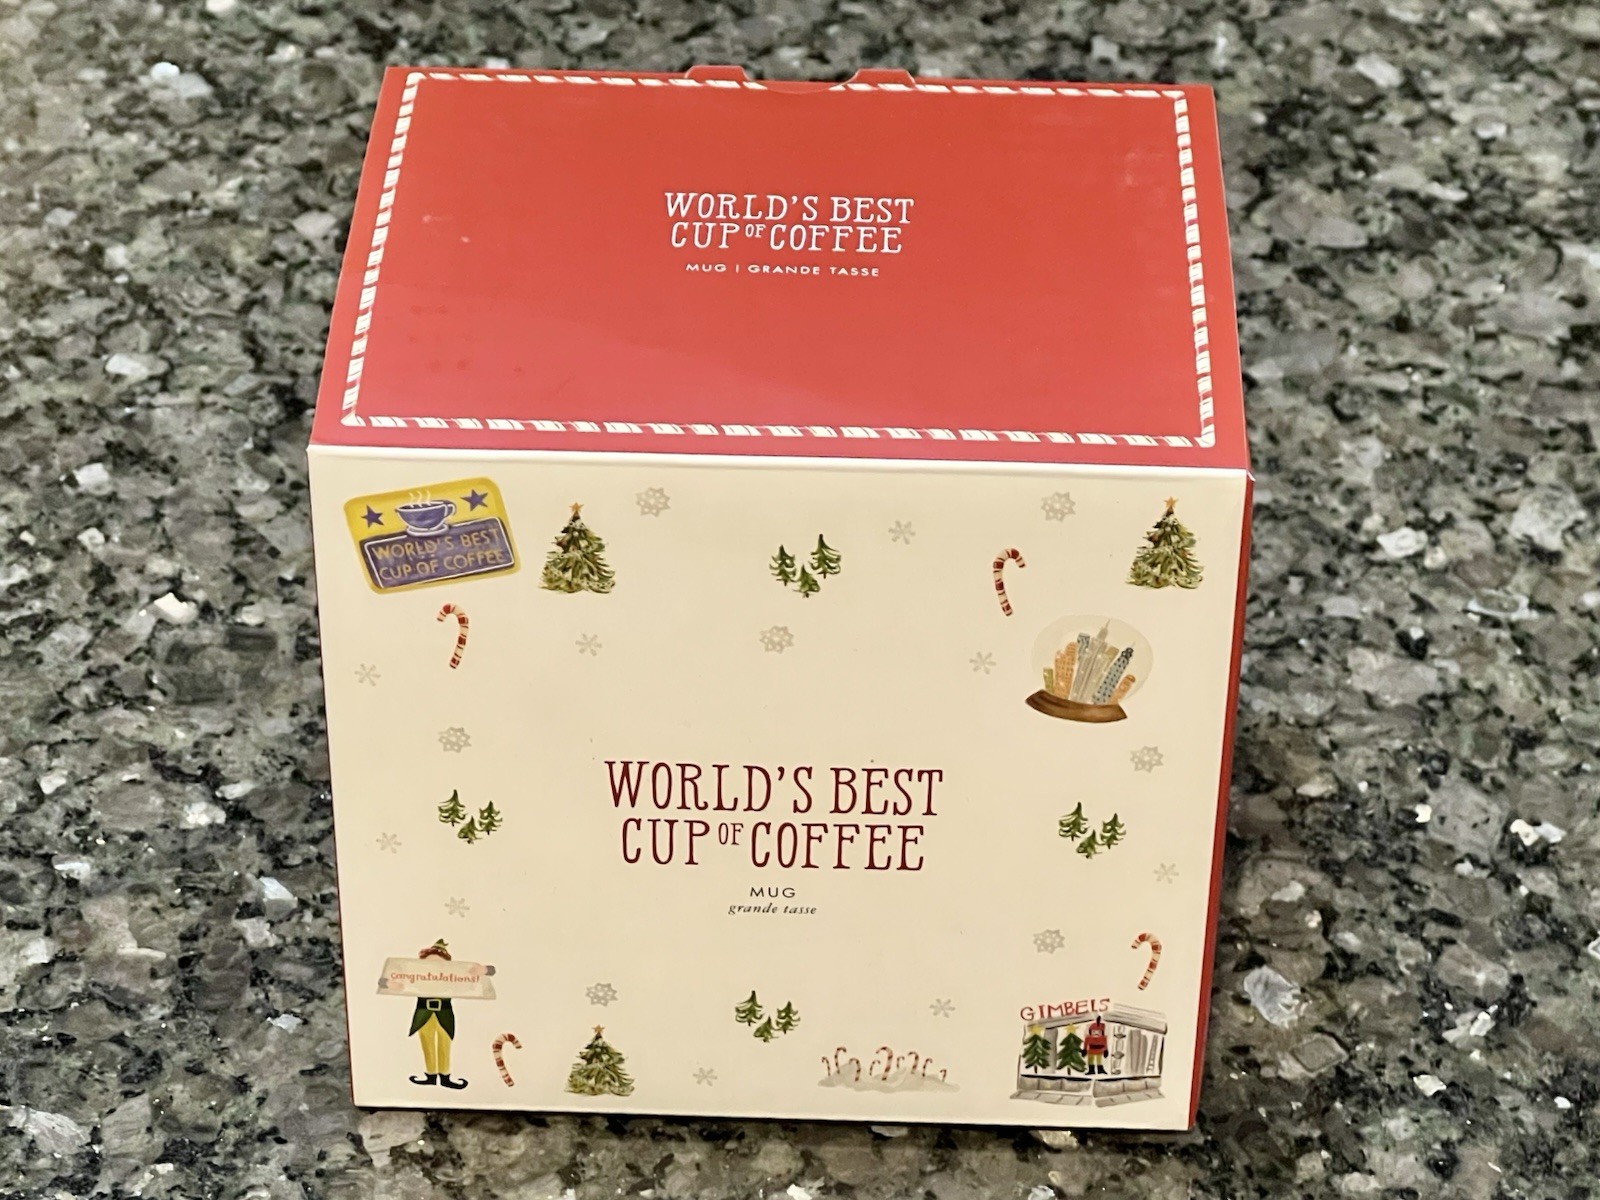 WORLD'S BEST
CUP OF COFFEE
MUG | GRANDE TASSE
WORLD'S BEST
CUP OF COFFEE
WORLD'S BEST
CUP OF COFFEE
MUG
grande tasse
congratulations!
GIMBELS